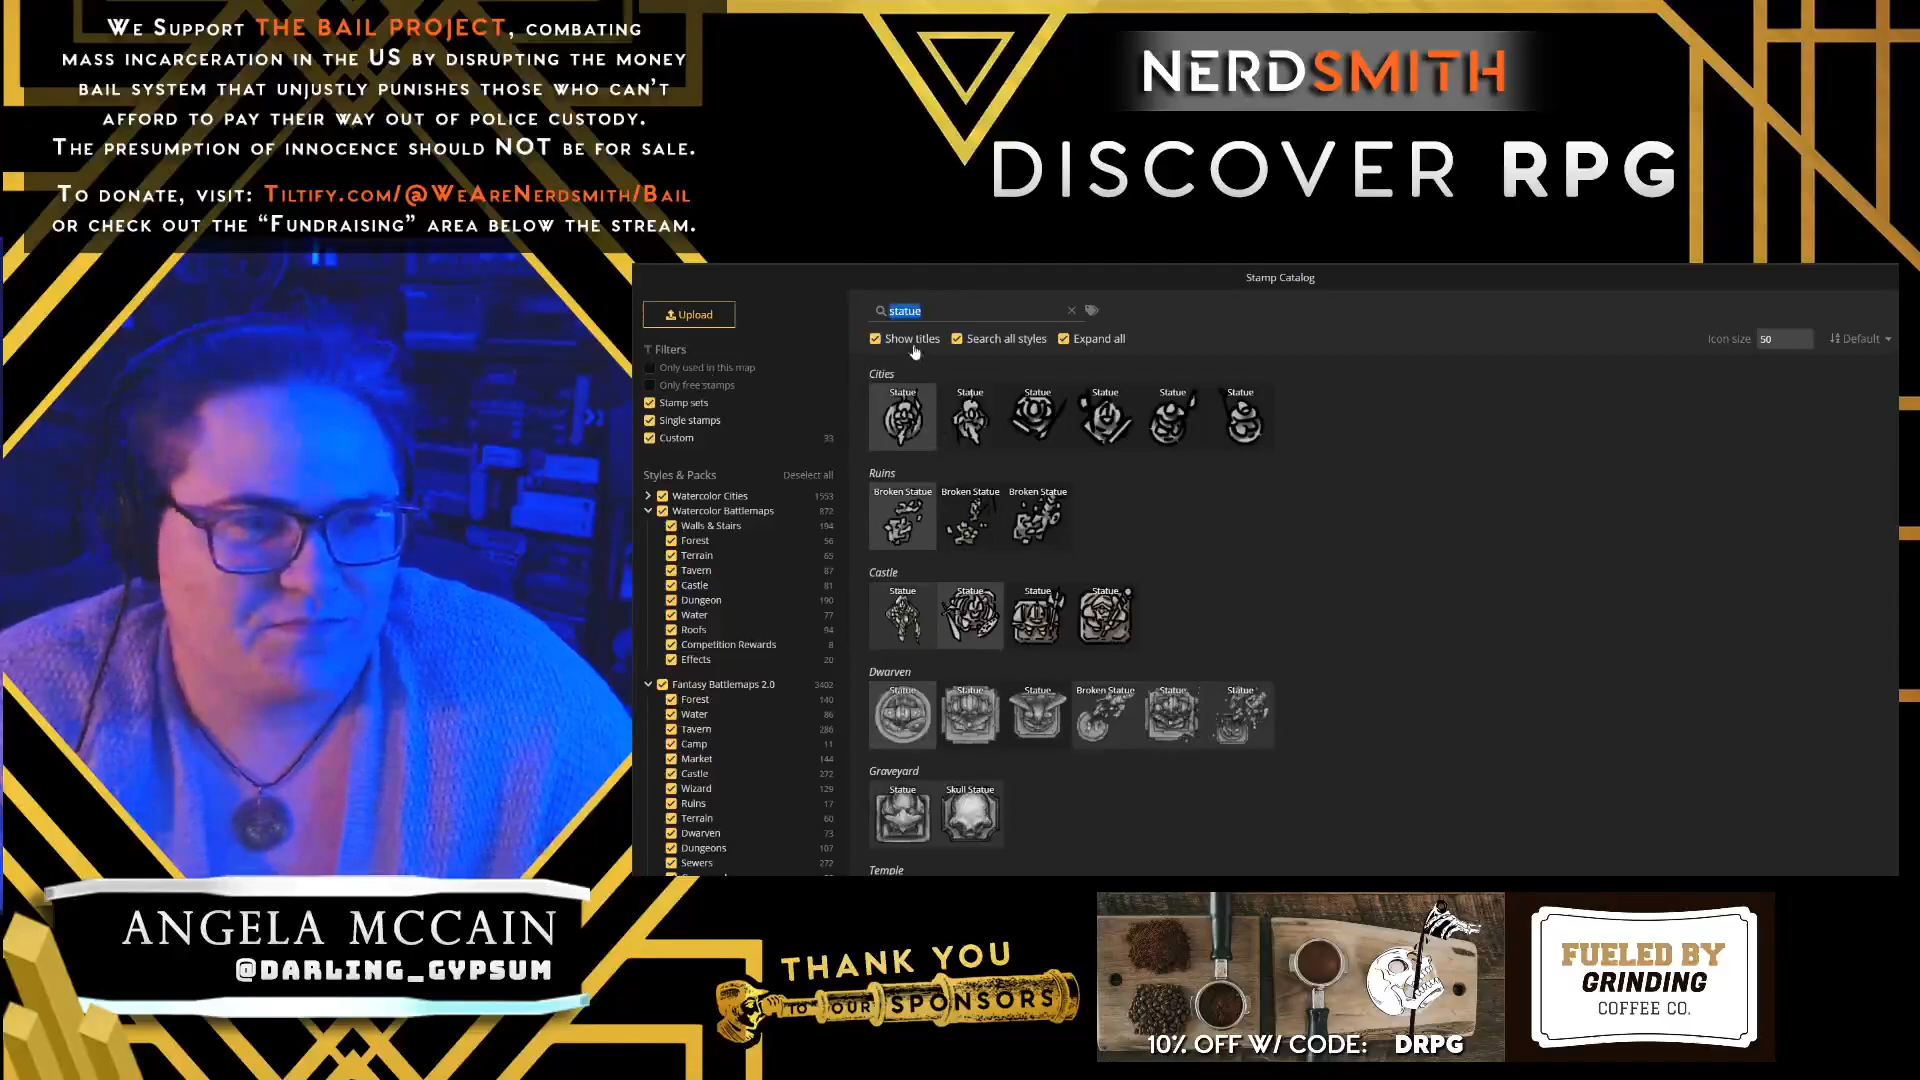 We Support THE BAIL PROJECT, combating
mass incarceration in the US by disrupting the money
bail system that unjustly punishes those who can't
afford to pay their way out of police custody.
The presumption of innocence should NOT be for sale.
To donate, visit: Tiltify.com/@WeAreNerdsmith/Bail
or check out the "Fundraising" area below the stream.
NERDSMITH
DISCOVER RPG
Stamp Catalog
Upload
Filters
Only used in this map
Only free stamps
Stamp sets
Single stamps
Custom 33
Styles & Packs Deselect all
Watercolor Cities 1553
Watercolor Battlemaps 872
Walls & Stairs 194
Forest 56
Terrain 65
Tavern 87
Castle 81
Dungeon 190
Water 77
Roofs 94
Competition Rewards 8
Effects 20
Fantasy Battlemaps 2.0 3402
Forest 140
Water 86
Tavern 286
Camp 11
Market 144
Castle 272
Wizard 129
Ruins 17
Terrain 60
Dwarven 73
Dungeons 107
Sewers 272
statue
Show titles Search all styles Expand all
Icon size 50 Default
Cities
Statue Statue Statue Statue Statue Statue
Ruins
Broken Statue Broken Statue Broken Statue
Castle
Statue Statue Statue Statue
Dwarven
Statue Statue Statue Broken Statue Statue Statue
Graveyard
Statue Skull Statue
Temple
ANGELA MCCAIN
@DARLING_GYPSUM
THANK YOU
TO OUR SPONSORS
10% OFF W/ CODE: DRPG
FUELED BY
GRINDING
COFFEE CO.